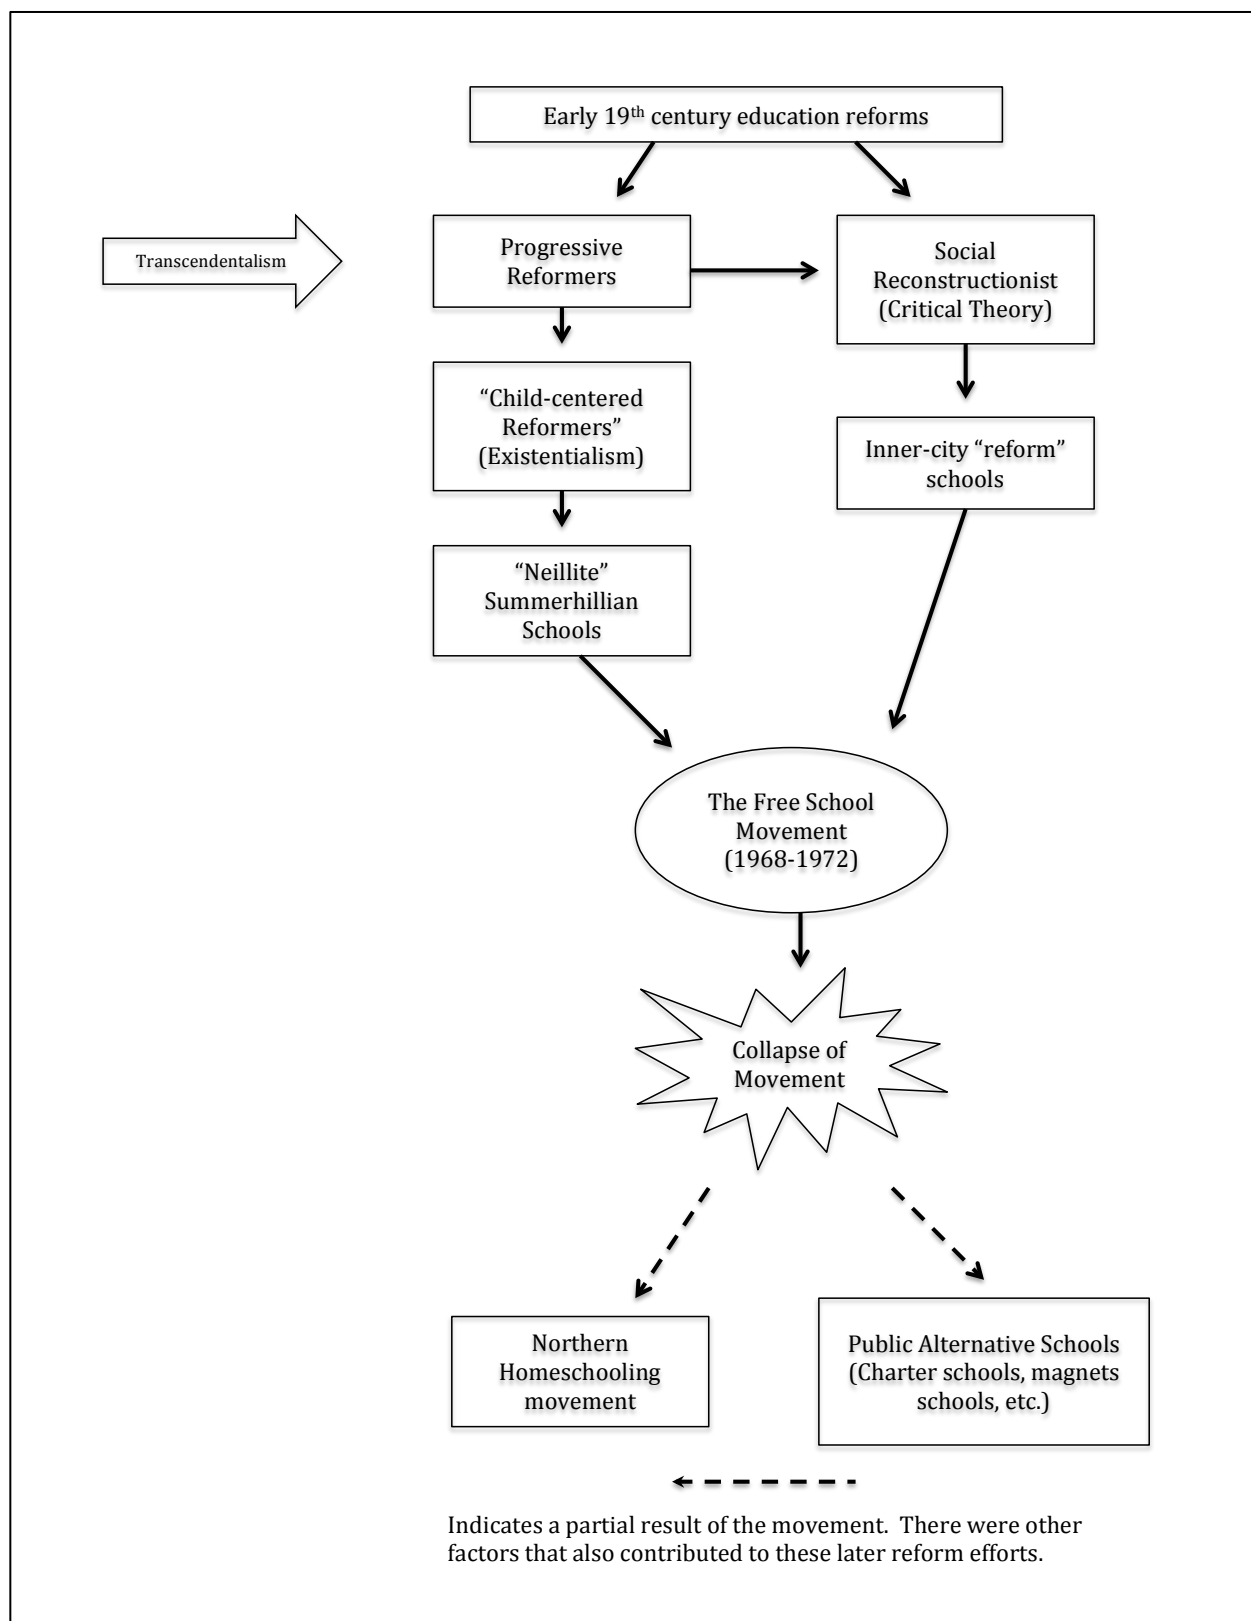 Early 19th century education reforms
Transcendentalism
Progressive
Reformers
Social
Reconstructionist
(Critical Theory)
“Child-centered
Reformers”
(Existentialism)
Inner-city “reform”
schools
“Neillite”
Summerhillian
Schools
The Free School
Movement
(1968-1972)
Collapse of
Movement
Northern
Homeschooling
movement
Public Alternative Schools
(Charter schools, magnets
schools, etc.)
Indicates a partial result of the movement.  There were other
factors that also contributed to these later reform efforts.